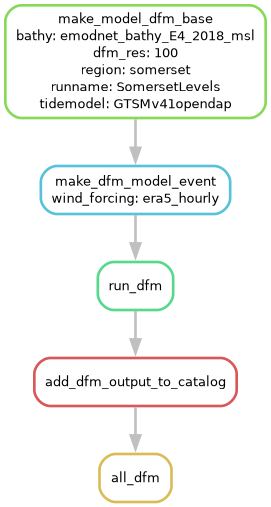 make_model_dfm_base
bathy: emodnet_bathy_E4_2018_msl
dfm_res: 100
region: somerset
runname: SomersetLevels
tidemodel: GTSMv41opendap
make_dfm_model_event
wind_forcing: era5_hourly
run_dfm
add_dfm_output_to_catalog
all_dfm